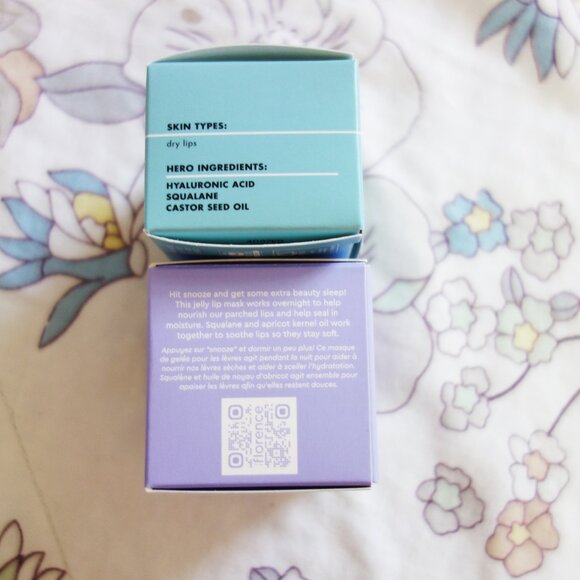 SKIN TYPES:
dry lips
HERO INGREDIENTS:
HYALURONIC ACID
SQUALANE
CASTOR SEED OIL
Hit snooze and get some extra beauty sleep!
This jelly lip mask works overnight to help
nourish our parched lips and help seal in
moisture. Squalane and apricot kernel oil work
together to soothe lips so they stay soft.
Appuyez sur "snooze" et dormir un peu plus! Ce masque
de gelée pour les lèvres agit pendant la nuit pour aider à
nourrir nos lèvres sèches et aider à sceller l'hydratation.
Squalène et huile de noyau d'abricot agit ensemble pour
apaiser les lèvres afin qu'elles restent douces.
florence